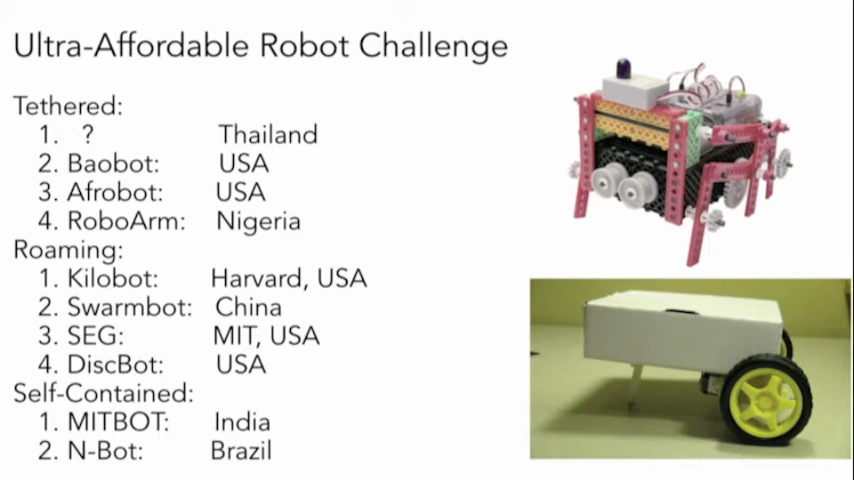 Ultra-Affordable Robot Challenge
Tethered:
1. ? Thailand
2. Baobot: USA
3. Afrobot: USA
4. RoboArm: Nigeria
Roaming:
1. Kilobot: Harvard, USA
2. Swarmbot: China
3. SEG: MIT, USA
4. DiscBot: USA
Self-Contained:
1. MITBOT: India
2. N-Bot: Brazil